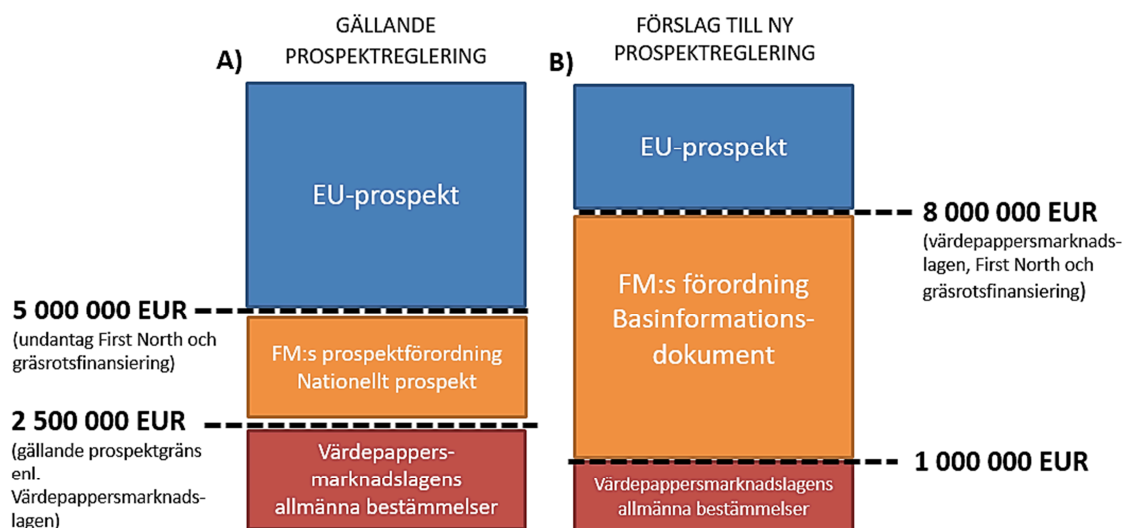 GÄLLANDE
PROSPEKTREGLERING
A)
EU-prospekt
5 000 000 EUR
(undantag First North och
gräsrotsfinansiering)
FM:s prospektförordning
Nationellt prospekt
2 500 000 EUR
(gällande prospektgräns
enl.
Värdepappersmarknads-
lagen)
Värdepappers-
marknadslagens
allmänna bestämmelser
FÖRSLAG TILL NY
PROSPEKTREGLERING
B)
EU-prospekt
8 000 000 EUR
(värdepappersmarknads-
lagen, First North och
gräsrotsfinansiering)
FM:s förordning
Basinformations-
dokument
1 000 000 EUR
Värdepappersmarknadslagens
allmänna bestämmelser